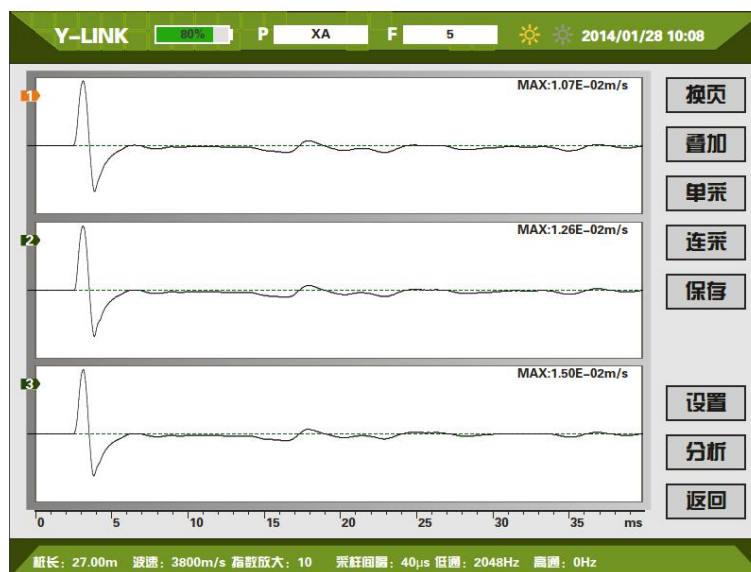 Y-LINK 80% P XA F 5 2014/01/28 10:08
1 MAX:1.07E-02m/s
换页
叠加
单采
2 MAX:1.26E-02m/s
连采
保存
3 MAX:1.50E-02m/s
设置
分析
返回
0 5 10 15 20 25 30 35 ms
桩长：27.00m 波速：3800m/s 指数放大：10 采样间隔：40μs 低通：2048Hz 高通：0Hz